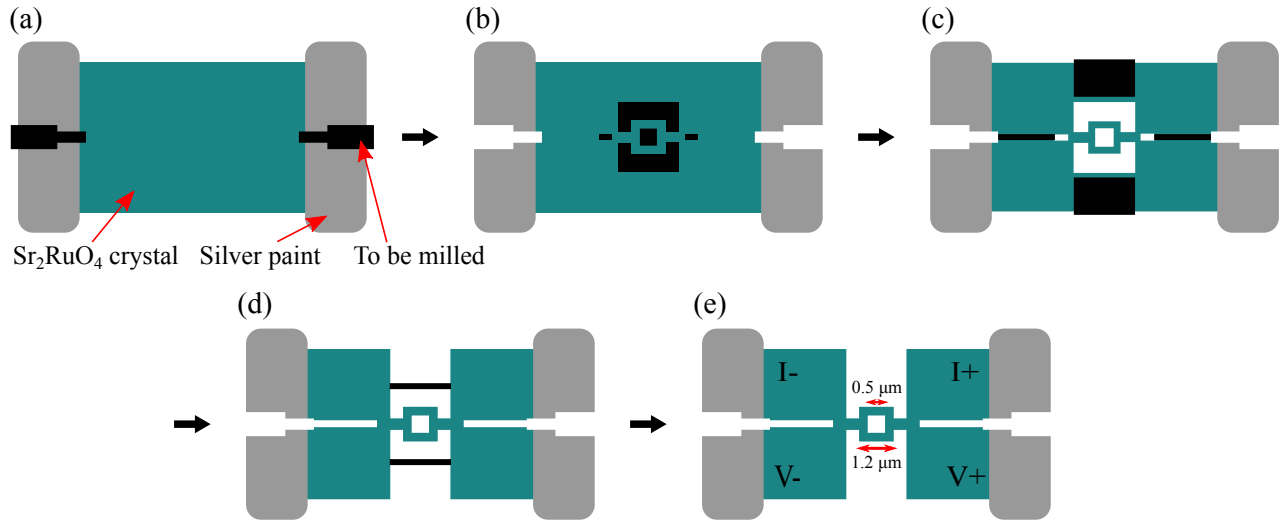 (a)
(b)
(c)
Sr₂RuO₄ crystal
Silver paint
To be milled
(d)
(e)
I-
I+
0.5 μm
1.2 μm
V-
V+